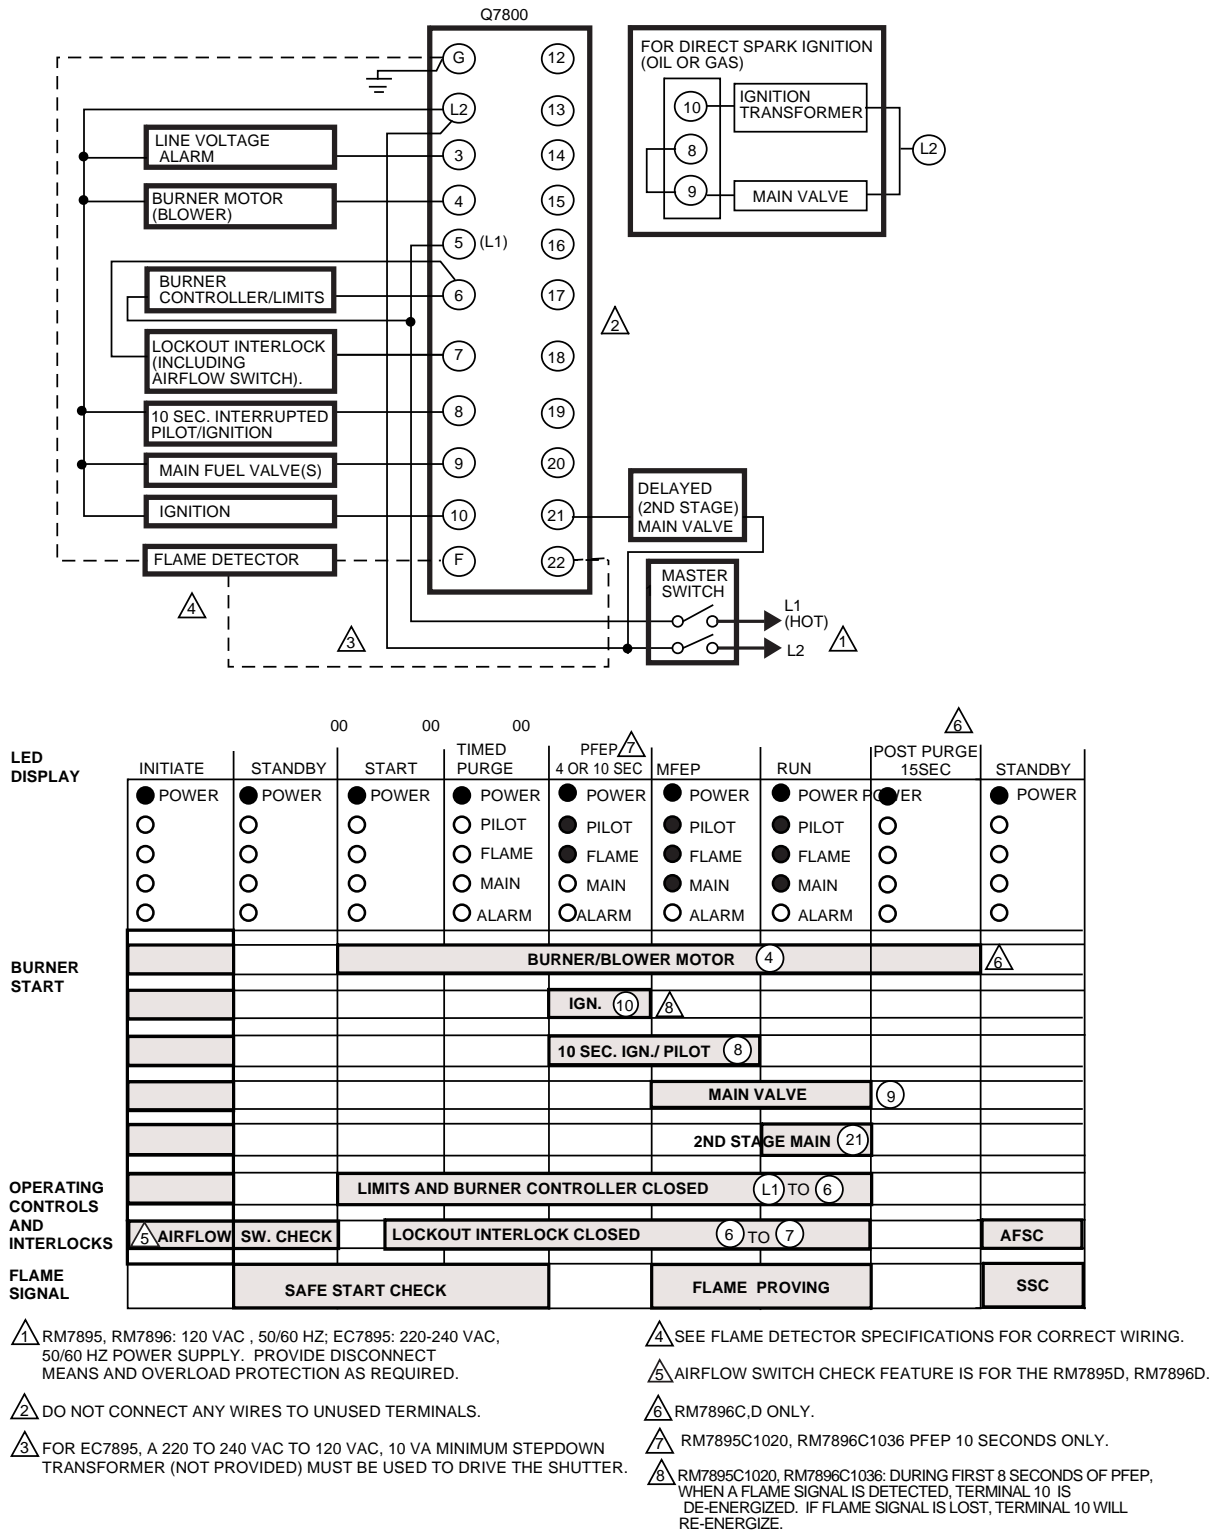 Q7800
G
12
L2
13
LINE VOLTAGE
ALARM
3
14
BURNER MOTOR
(BLOWER)
4
15
5
(L1)
16
BURNER
CONTROLLER/LIMITS
6
17
2
LOCKOUT INTERLOCK
(INCLUDING
AIRFLOW SWITCH).
7
18
10 SEC. INTERRUPTED
PILOT/IGNITION
8
19
MAIN FUEL VALVE(S)
9
20
IGNITION
10
21
FLAME DETECTOR
F
22
4
3
FOR DIRECT SPARK IGNITION
(OIL OR GAS)
10
IGNITION
TRANSFORMER
8
L2
9
MAIN VALVE
DELAYED
(2ND STAGE)
MAIN VALVE
MASTER
SWITCH
1
L1
(HOT)
L2
1
00 00 00
6
LED
DISPLAY
INITIATE
STANDBY
START
TIMED
PURGE
PFEP 7
4 OR 10 SEC
MFEP
RUN
POST PURGE
15SEC
STANDBY
POWER POWER POWER POWER POWER POWER POWER POWER POWER
PILOT PILOT PILOT PILOT
FLAME FLAME FLAME FLAME
MAIN MAIN MAIN MAIN
ALARM ALARM ALARM ALARM
BURNER
START
BURNER/BLOWER MOTOR 4
6
IGN. 10 8
10 SEC. IGN./ PILOT 8
MAIN VALVE 9
2ND STAGE MAIN 21
OPERATING
CONTROLS
AND
INTERLOCKS
LIMITS AND BURNER CONTROLLER CLOSED L1 TO 6
5 AIRFLOW SW. CHECK
LOCKOUT INTERLOCK CLOSED 6 TO 7
AFSC
FLAME
SIGNAL
SAFE START CHECK
FLAME PROVING
SSC
1 RM7895, RM7896: 120 VAC , 50/60 HZ; EC7895: 220-240 VAC,
50/60 HZ POWER SUPPLY. PROVIDE DISCONNECT
MEANS AND OVERLOAD PROTECTION AS REQUIRED.
2 DO NOT CONNECT ANY WIRES TO UNUSED TERMINALS.
3 FOR EC7895, A 220 TO 240 VAC TO 120 VAC, 10 VA MINIMUM STEPDOWN
TRANSFORMER (NOT PROVIDED) MUST BE USED TO DRIVE THE SHUTTER.
4 SEE FLAME DETECTOR SPECIFICATIONS FOR CORRECT WIRING.
5 AIRFLOW SWITCH CHECK FEATURE IS FOR THE RM7895D, RM7896D.
6 RM7896C,D ONLY.
7 RM7895C1020, RM7896C1036 PFEP 10 SECONDS ONLY.
8 RM7895C1020, RM7896C1036: DURING FIRST 8 SECONDS OF PFEP,
WHEN A FLAME SIGNAL IS DETECTED, TERMINAL 10 IS
DE-ENERGIZED. IF FLAME SIGNAL IS LOST, TERMINAL 10 WILL
RE-ENERGIZE.